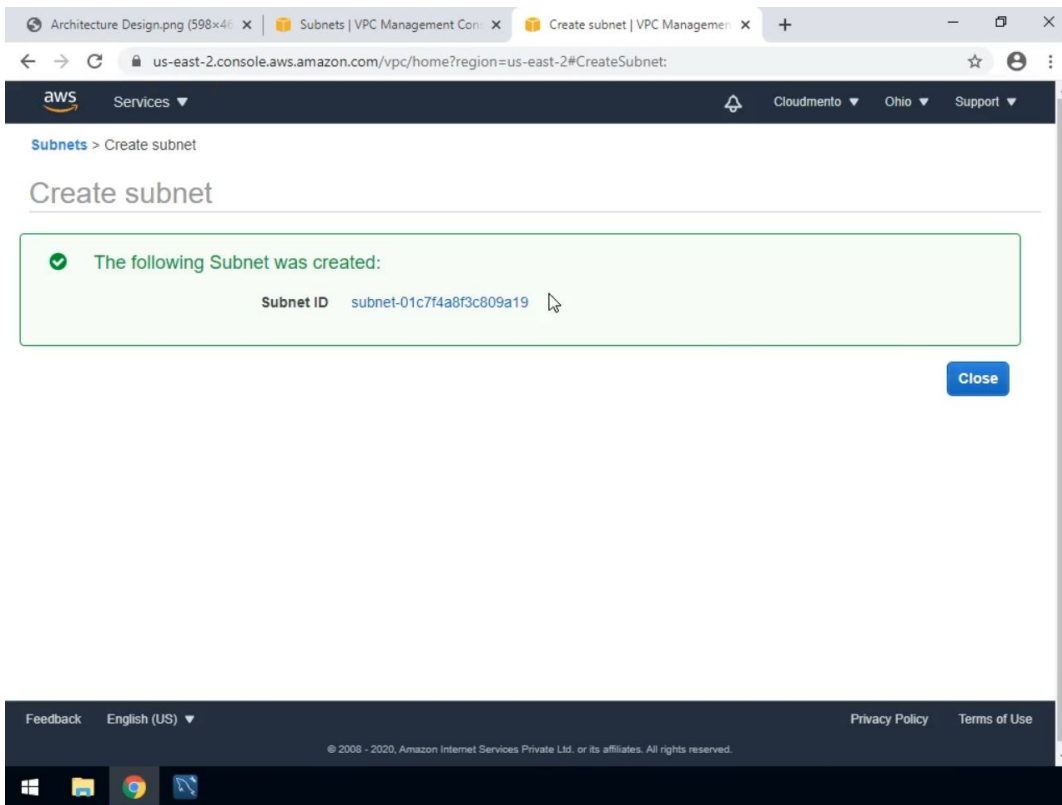 Architecture Design.png (598×46
Subnets | VPC Management Con
Create subnet | VPC Managemen
us-east-2.console.aws.amazon.com/vpc/home?region=us-east-2#CreateSubnet:
aws Services Cloudmento Ohio Support
Subnets > Create subnet
Create subnet
The following Subnet was created:
Subnet ID subnet-01c7f4a8f3c809a19
Close
Feedback English (US) Privacy Policy Terms of Use
© 2008 - 2020, Amazon Internet Services Private Ltd. or its affiliates. All rights reserved.